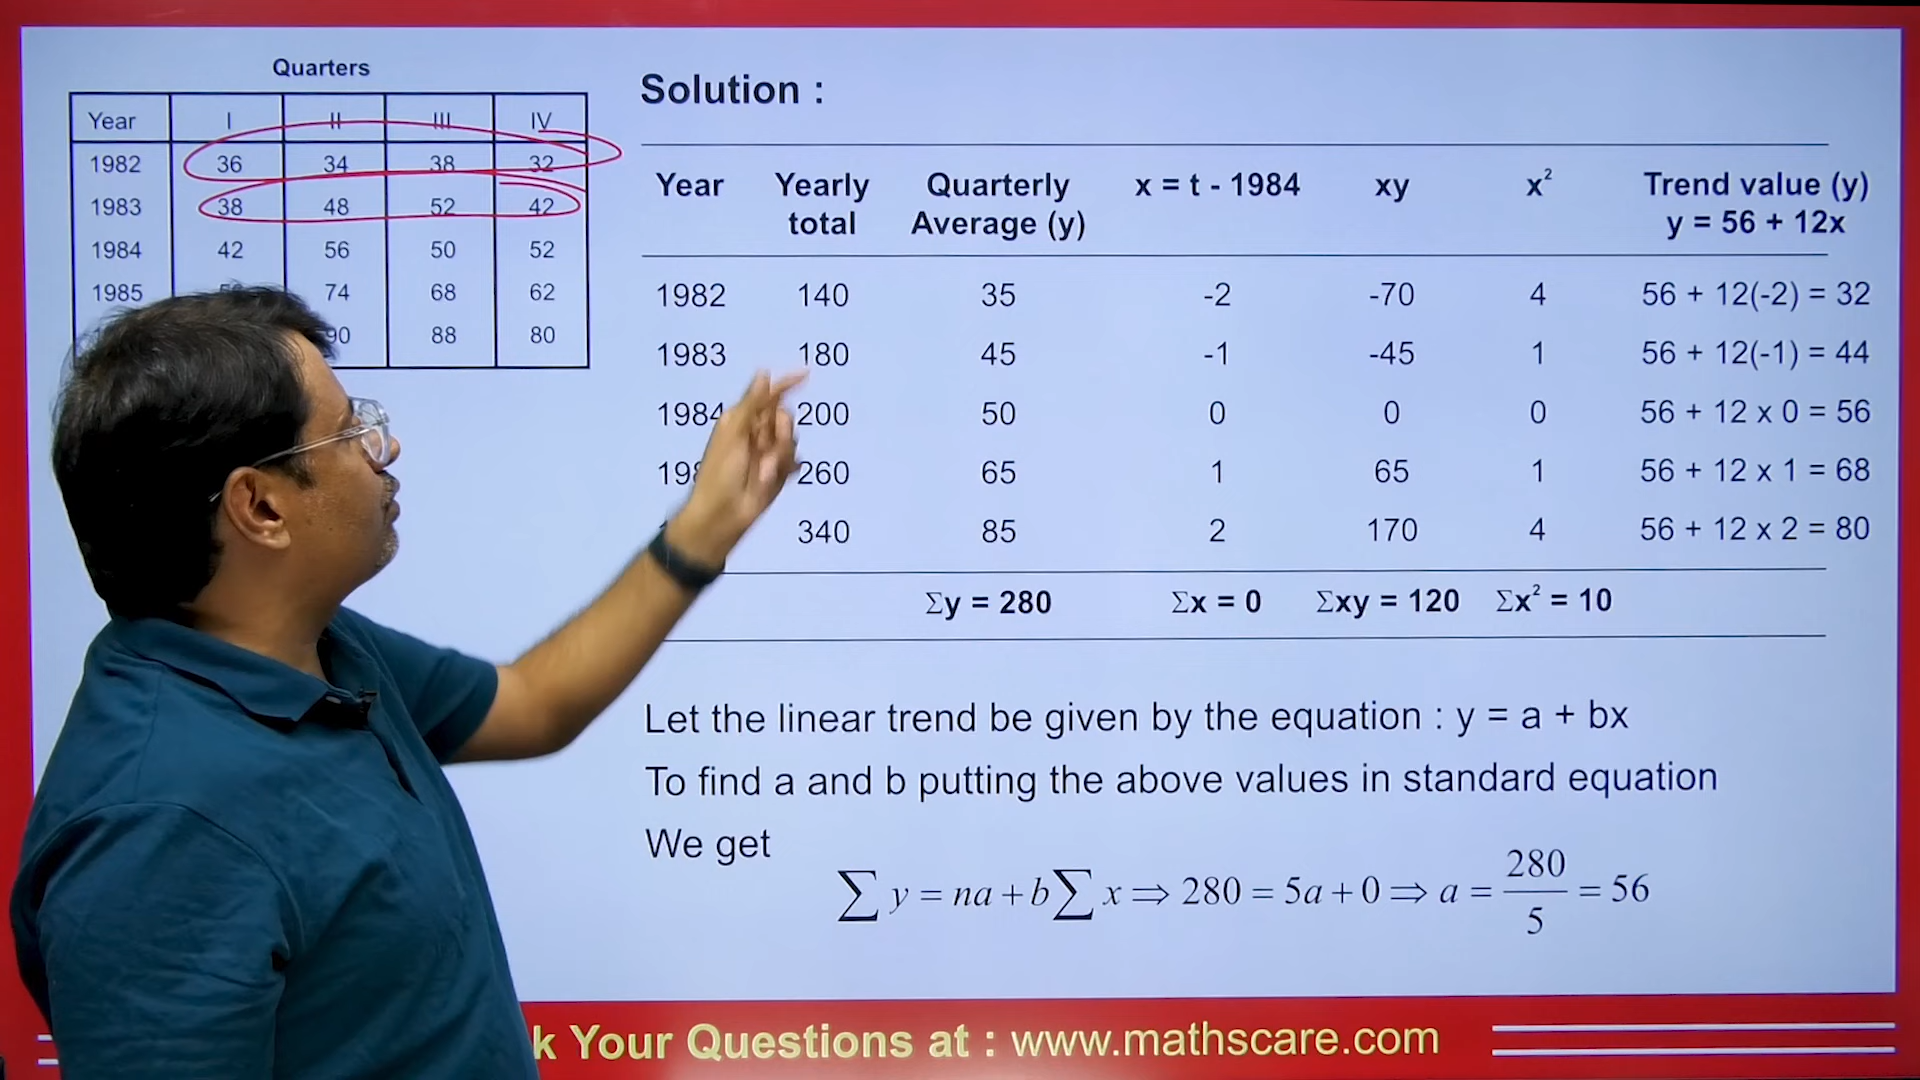 Quarters
Year I II III IV
1982 36 34 38 32
1983 38 48 52 42
1984 42 56 50 52
1985 74 68 62
90 88 80
Solution :
Year Yearly total Quarterly Average (y) x = t - 1984 xy x² Trend value (y) y = 56 + 12x
1982 140 35 -2 -70 4 56 + 12(-2) = 32
1983 180 45 -1 -45 1 56 + 12(-1) = 44
1984 200 50 0 0 0 56 + 12 x 0 = 56
260 65 1 65 1 56 + 12 x 1 = 68
340 85 2 170 4 56 + 12 x 2 = 80
∑y = 280 ∑x = 0 ∑xy = 120 ∑x² = 10
Let the linear trend be given by the equation : y = a + bx
To find a and b putting the above values in standard equation
We get
∑ y = na + b ∑ x ⇒ 280 = 5a + 0 ⇒ a = 280/5 = 56
k Your Questions at : www.mathscare.com